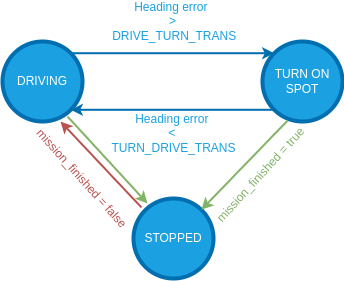 Heading error
>
DRIVE_TURN_TRANS
DRIVING
TURN ON
SPOT
Heading error
<
TURN_DRIVE_TRANS
mission_finished = false
mission_finished = true
STOPPED